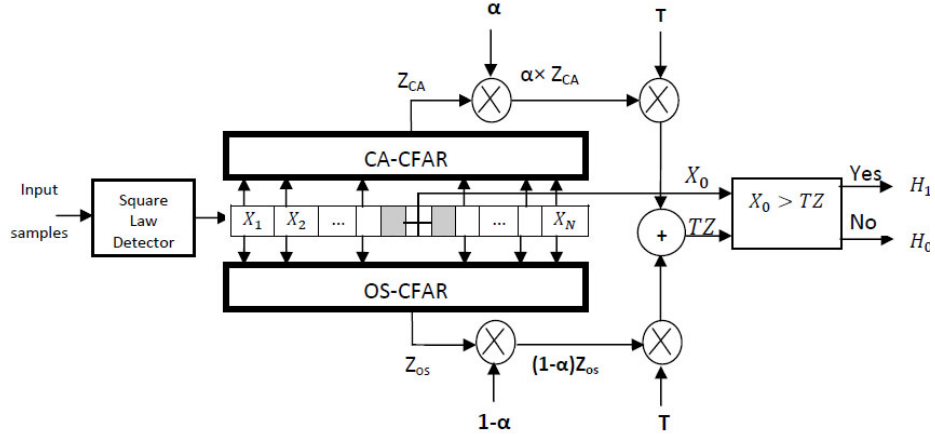 α
T
Z_CA
α× Z_CA
CA-CFAR
Input
samples
Square
Law
Detector
X_1 X_2 ... ... X_N
X_0
X_0 > TZ
Yes
H_1
No
H_0
+
TZ
OS-CFAR
Z_os
(1-α)Z_os
1-α
T